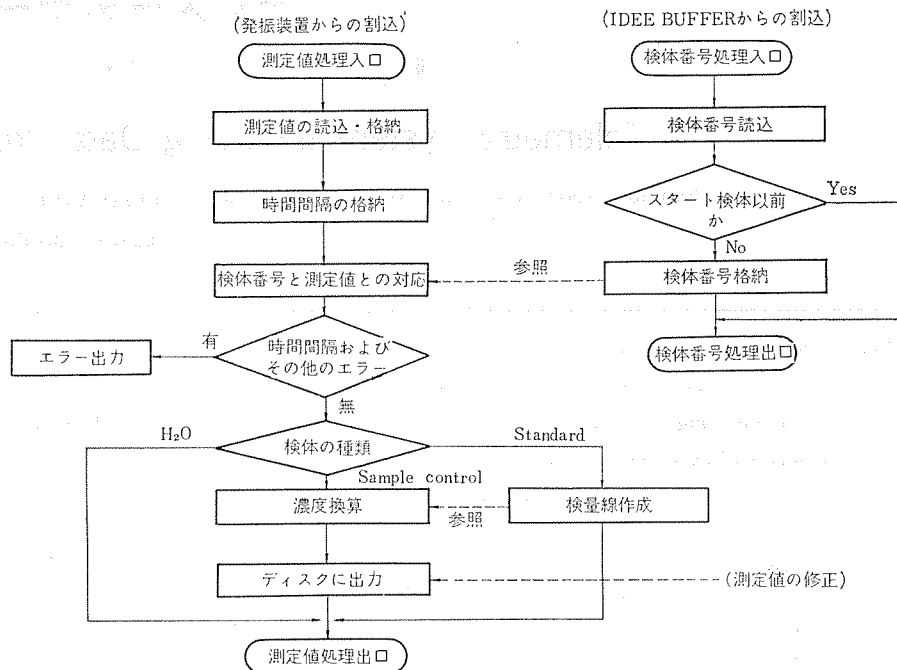 (発振装置からの割込)
測定値処理入口
測定値の読込・格納
時間間隔の格納
検体番号と測定値との対応
時間間隔および
その他のエラー
有
エラー出力
無
検体の種類
H₂O
Standard
Sample control
濃度換算
参照
検量線作成
ディスクに出力
(測定値の修正)
測定値処理出口
(IDEE BUFFERからの割込)
検体番号処理入口
検体番号読込
スタート検体以前
か
Yes
No
検体番号格納
参照
検体番号処理出口